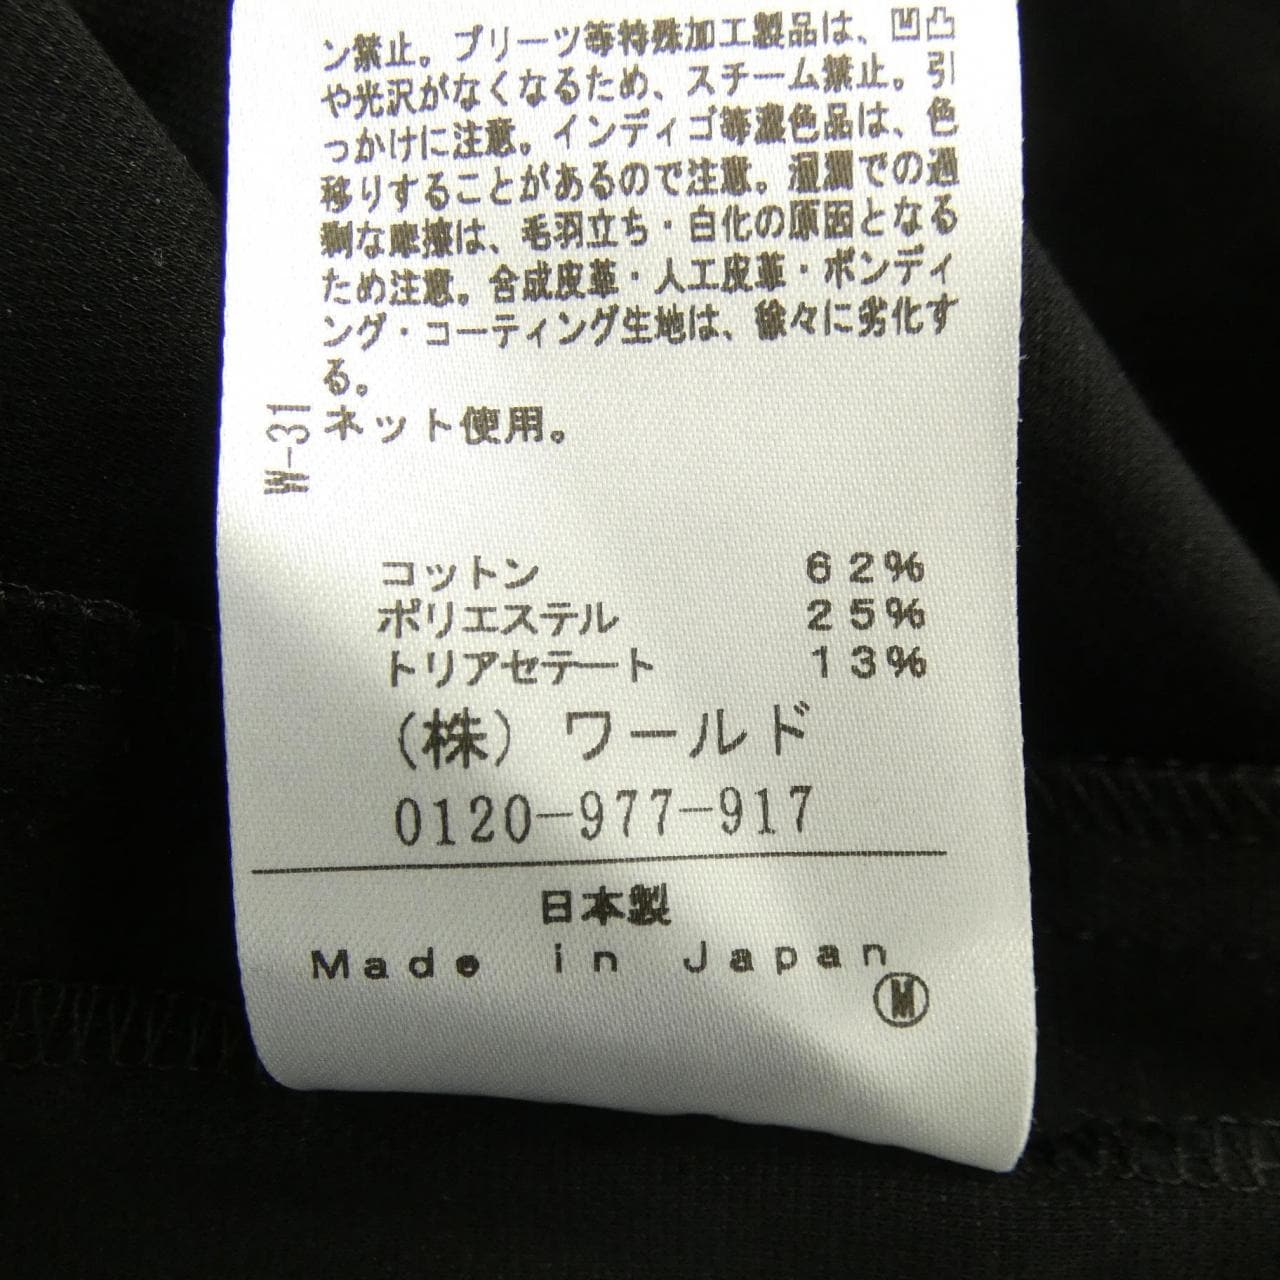 ン禁止。プリーツ等特殊加工製品は、凹凸
や光沢がなくなるため、スチーム禁止。引
っかけに注意。インディゴ等濃色品は、色
移りすることがあるので注意。湿潤での過
剰な摩擦は、毛羽立ち・白化の原因となる
ため注意。合成皮革・人工皮革・ボンディ
ング・コーティング生地は、徐々に劣化す
る。
ネット使用。
W-31
コットン 62%
ポリエステル 25%
トリアセテート 13%
(株) ワールド
0120-977-917
日本製
Made in Japan
M